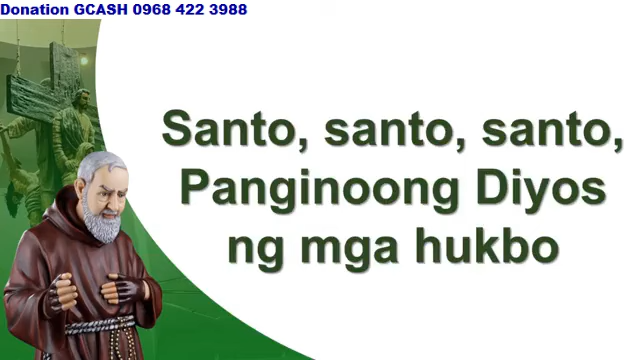 Donation GCASH 0968 422 3988
Santo, santo, santo,
Panginoong Diyos
ng mga hukbo